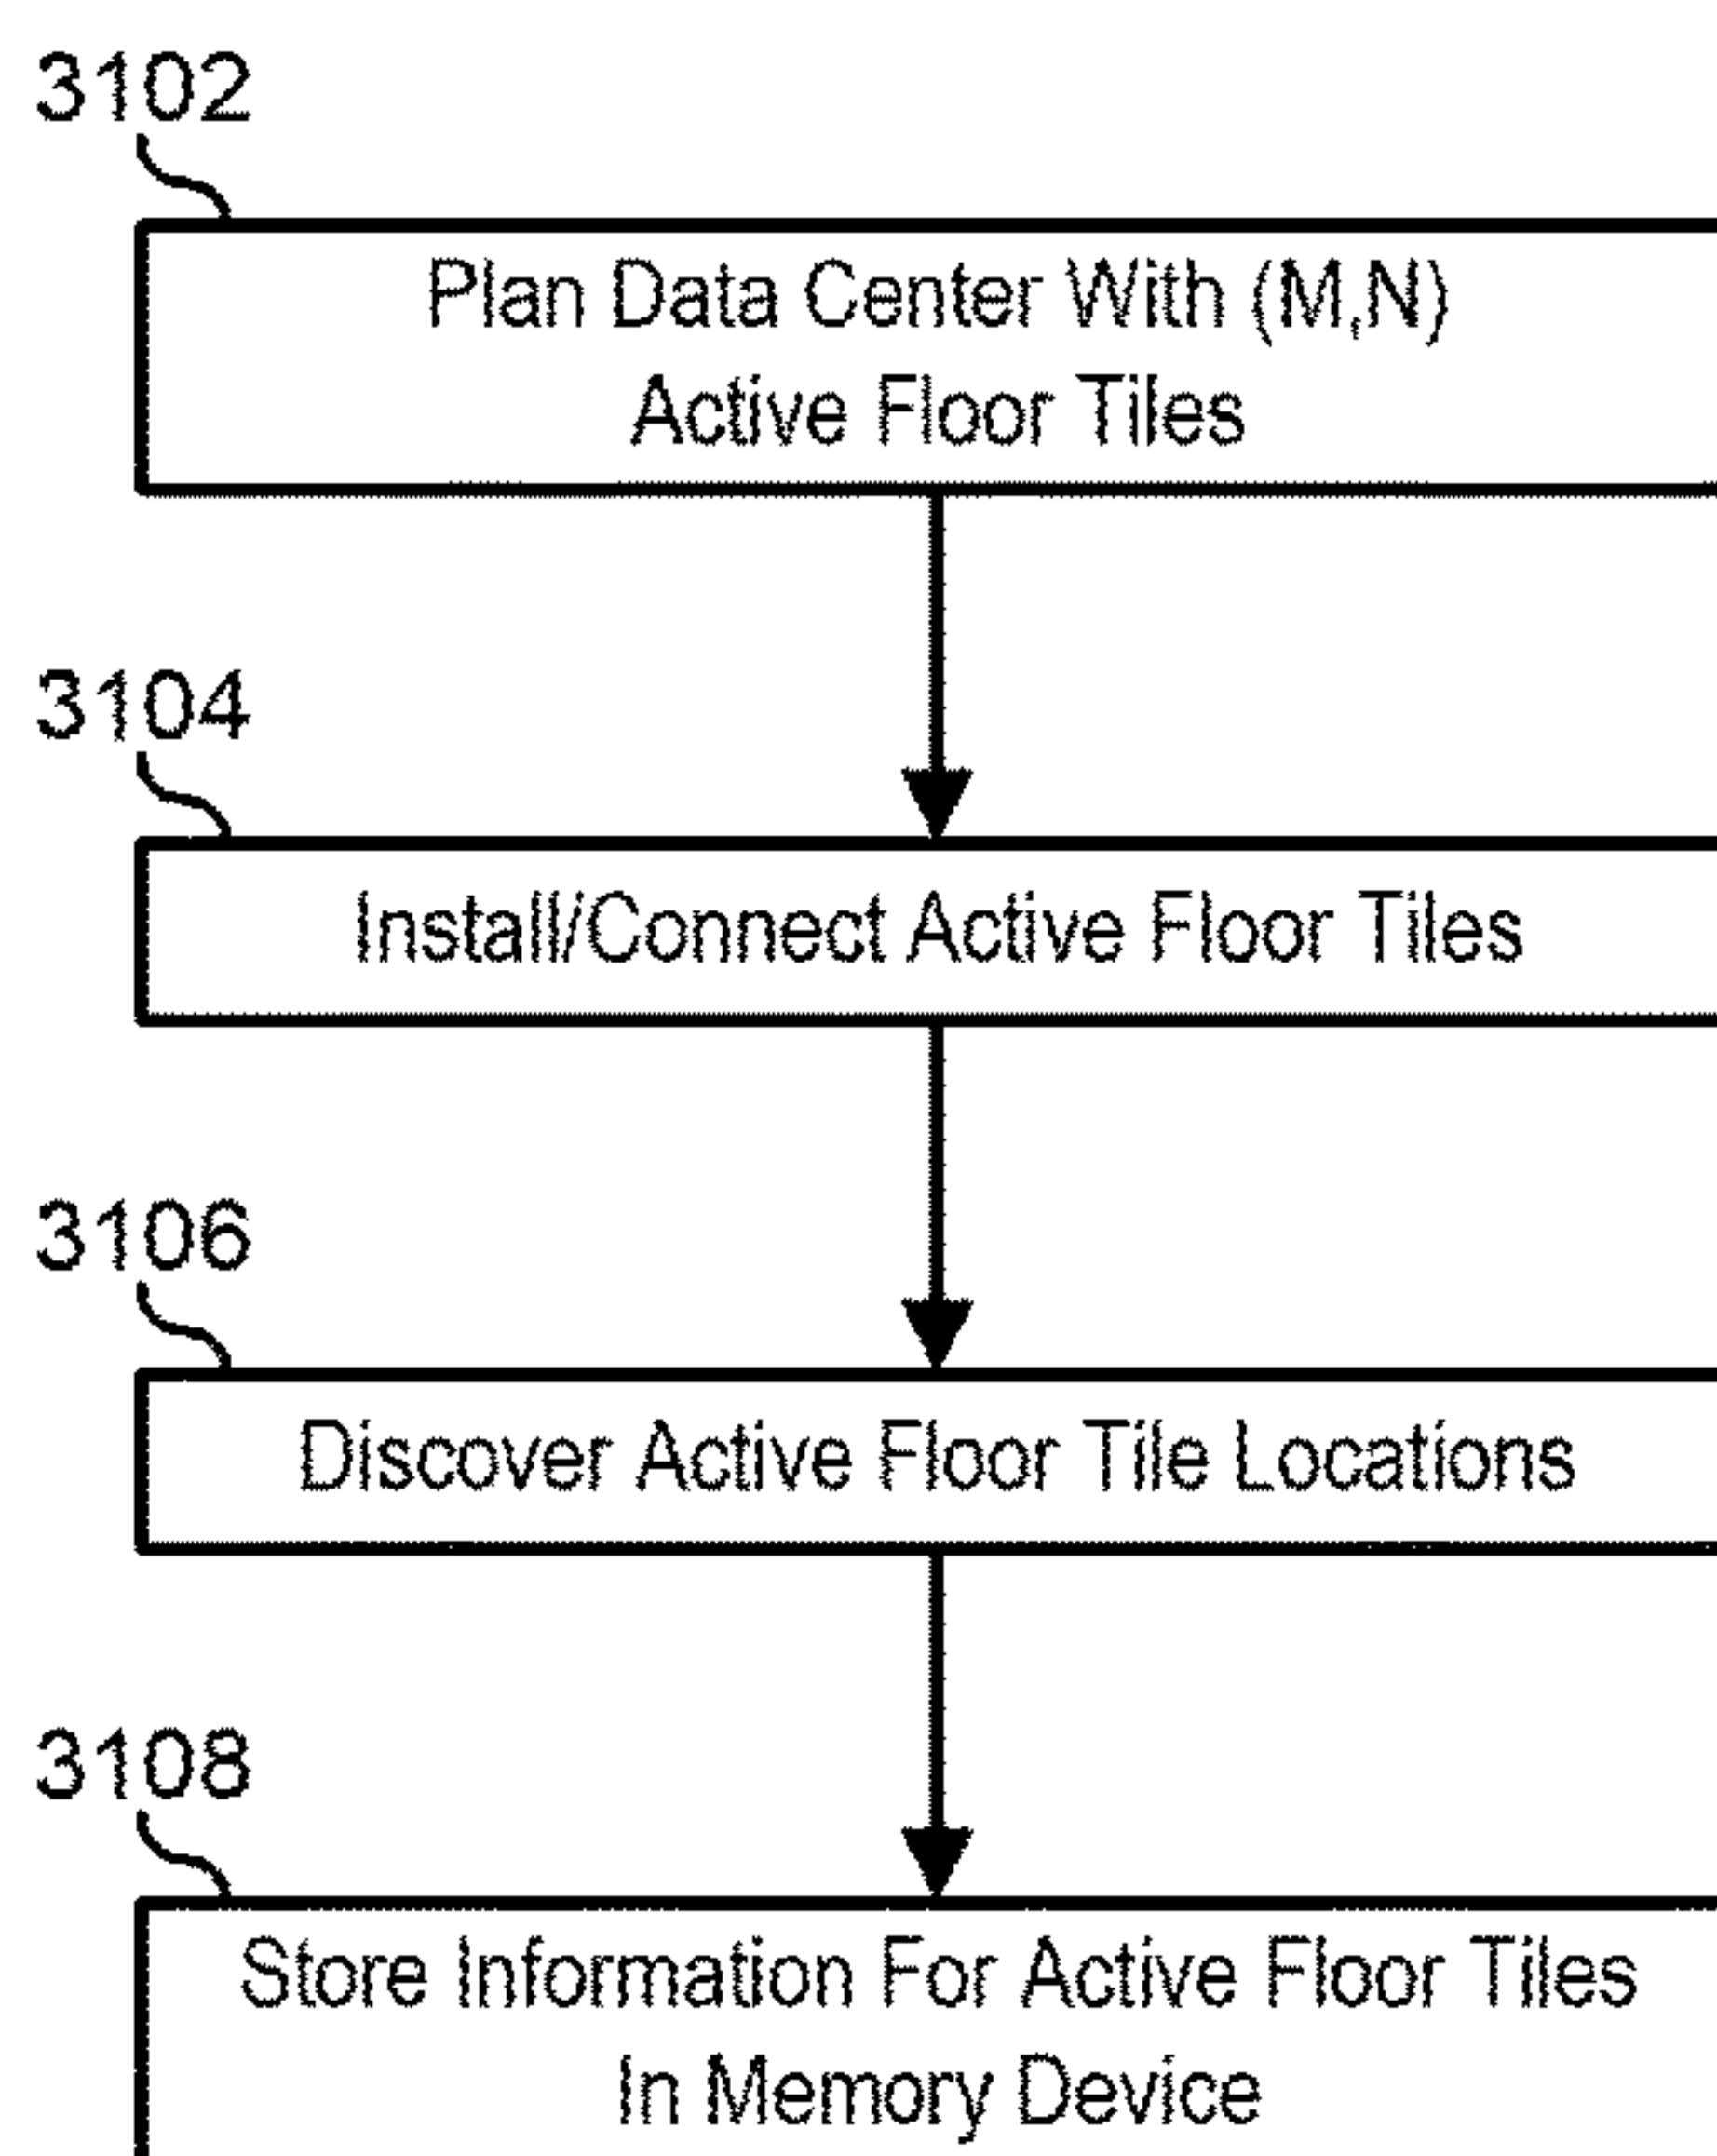 3102
Plan Data Center With (M,N)
Active Floor Tiles
3104
Install/Connect Active Floor Tiles
3106
Discover Active Floor Tile Locations
3108
Store Information For Active Floor Tiles
In Memory Device